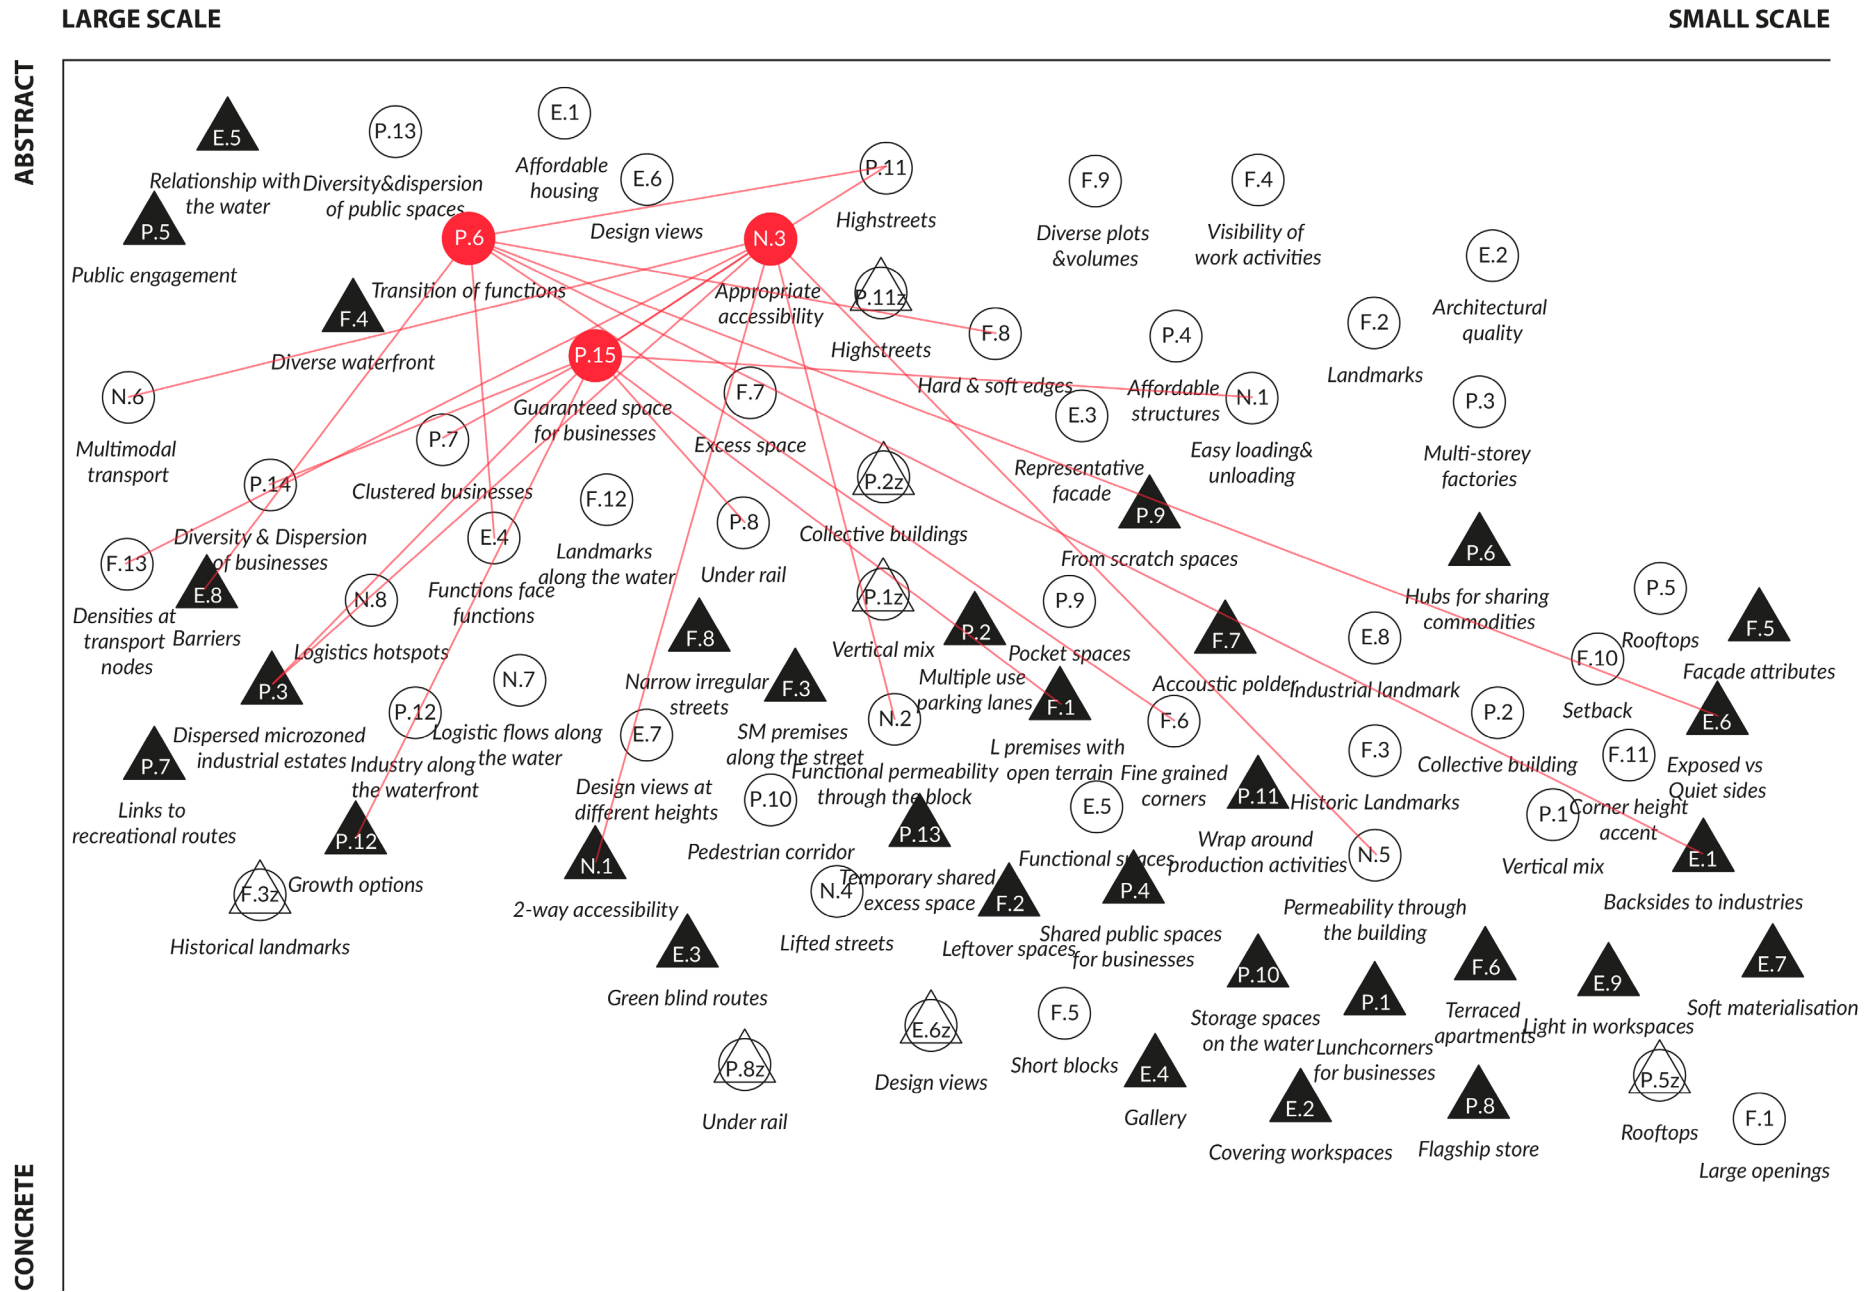 LARGE SCALE
SMALL SCALE
ABSTRACT
CONCRETE
E.5
Relationship with
the water
P.13
Diversity&dispersion
of public spaces
E.1
Affordable
housing
E.6
Design views
P.11
Highstreets
F.9
Diverse plots
&volumes
F.4
Visibility of
work activities
P.5
Public engagement
P.6
Transition of functions
N.3
Appropriate
accessibility
E.2
Architectural
quality
F.4
Diverse waterfront
P.11z
Highstreets
F.8
Hard & soft edges
P.4
Affordable
structures
F.2
Landmarks
P.15
Guaranteed space
for businesses
N.6
Multimodal
transport
F.7
Excess space
E.3
Representative
facade
N.1
Easy loading&
unloading
P.3
Multi-storey
factories
P.7
Clustered businesses
P.14
Diversity & Dispersion
of businesses
F.12
Landmarks
along the water
P.2z
Collective buildings
P.9
From scratch spaces
P.8
Under rail
E.4
Functions face
functions
P.6
Hubs for sharing
commodities
F.13
Densities at
transport
nodes
E.8
Barriers
N.8
Logistics hotspots
P.1z
Vertical mix
P.2
Multiple use
parking lanes
P.9
Pocket spaces
P.5
Rooftops
F.5
Facade attributes
F.8
Narrow irregular
streets
F.7
Accoustic polder
E.8
Industrial landmark
F.10
Setback
P.3
Dispersed microzoned
industrial estates
N.7
Logistic flows along
the water
F.3
SM premises
along the street
F.1
L premises with
open terrain
P.12
Industry along
the waterfront
E.7
Design views at
different heights
N.2
Functional permeability
through the block
F.6
Fine grained
corners
P.2
Collective building
E.6
Exposed vs
Quiet sides
P.7
Links to
recreational routes
F.3
Historic Landmarks
F.11
Corner height
accent
P.10
Pedestrian corridor
E.5
Functional spaces
P.11
Wrap around
production activities
P.1
Vertical mix
P.12
Growth options
P.13
Temporary shared
excess space
N.1
2-way accessibility
N.5
Permeability through
the building
E.1
Backsides to industries
F.3z
Historical landmarks
N.4
Lifted streets
F.2
Leftover spaces
P.4
Shared public spaces
for businesses
E.3
Green blind routes
P.10
Storage spaces
on the water
F.6
Terraced
apartments
E.9
Light in workspaces
E.7
Soft materialisation
P.1
Lunchcorners
for businesses
E.6z
Design views
F.5
Short blocks
P.8z
Under rail
E.4
Gallery
E.2
Covering workspaces
P.8
Flagship store
P.5z
Rooftops
F.1
Large openings